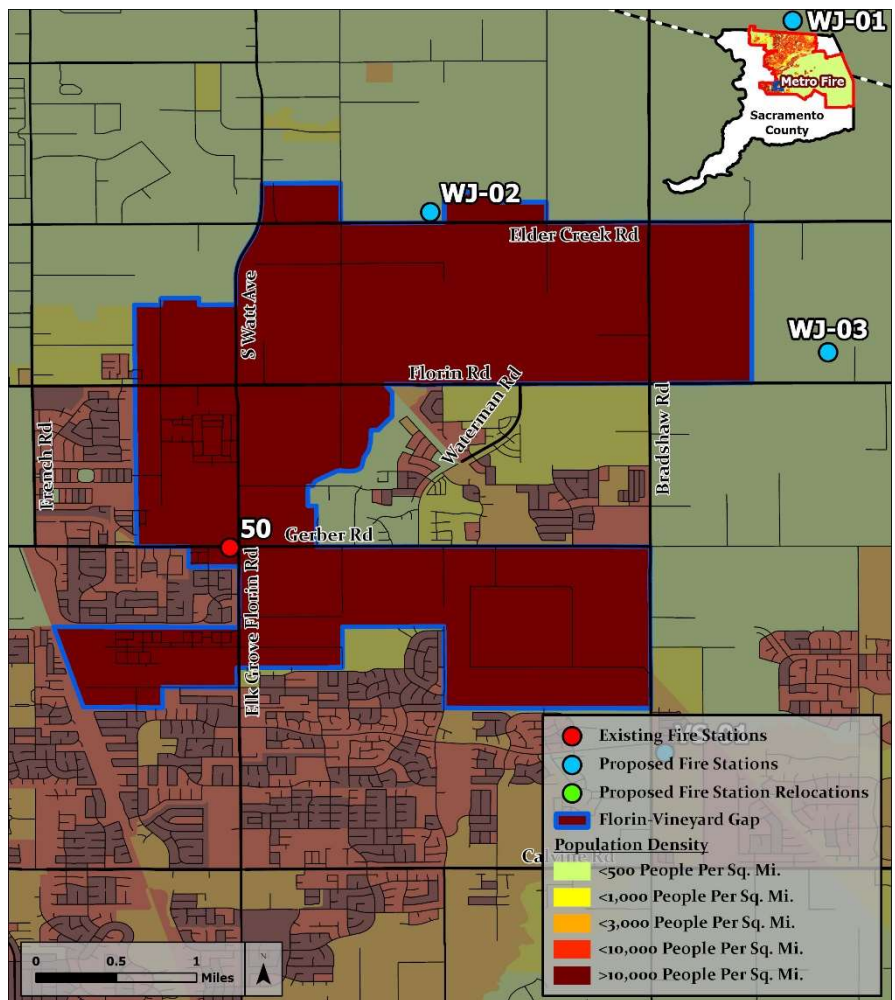 WJ-01
Metro Fire
Sacramento
County
WJ-02
Elder Creek Rd
S Watt Ave
WJ-03
Florin Rd
Waterman Rd
French Rd
Bradshaw Rd
50
Gerber Rd
Elk Grove Florin Rd
Existing Fire Stations
Proposed Fire Stations
Proposed Fire Station Relocations
Florin-Vineyard Gap
Population Density
<500 People Per Sq. Mi.
<1,000 People Per Sq. Mi.
<3,000 People Per Sq. Mi.
<10,000 People Per Sq. Mi.
>10,000 People Per Sq. Mi.
0 0.5 1
Miles
N